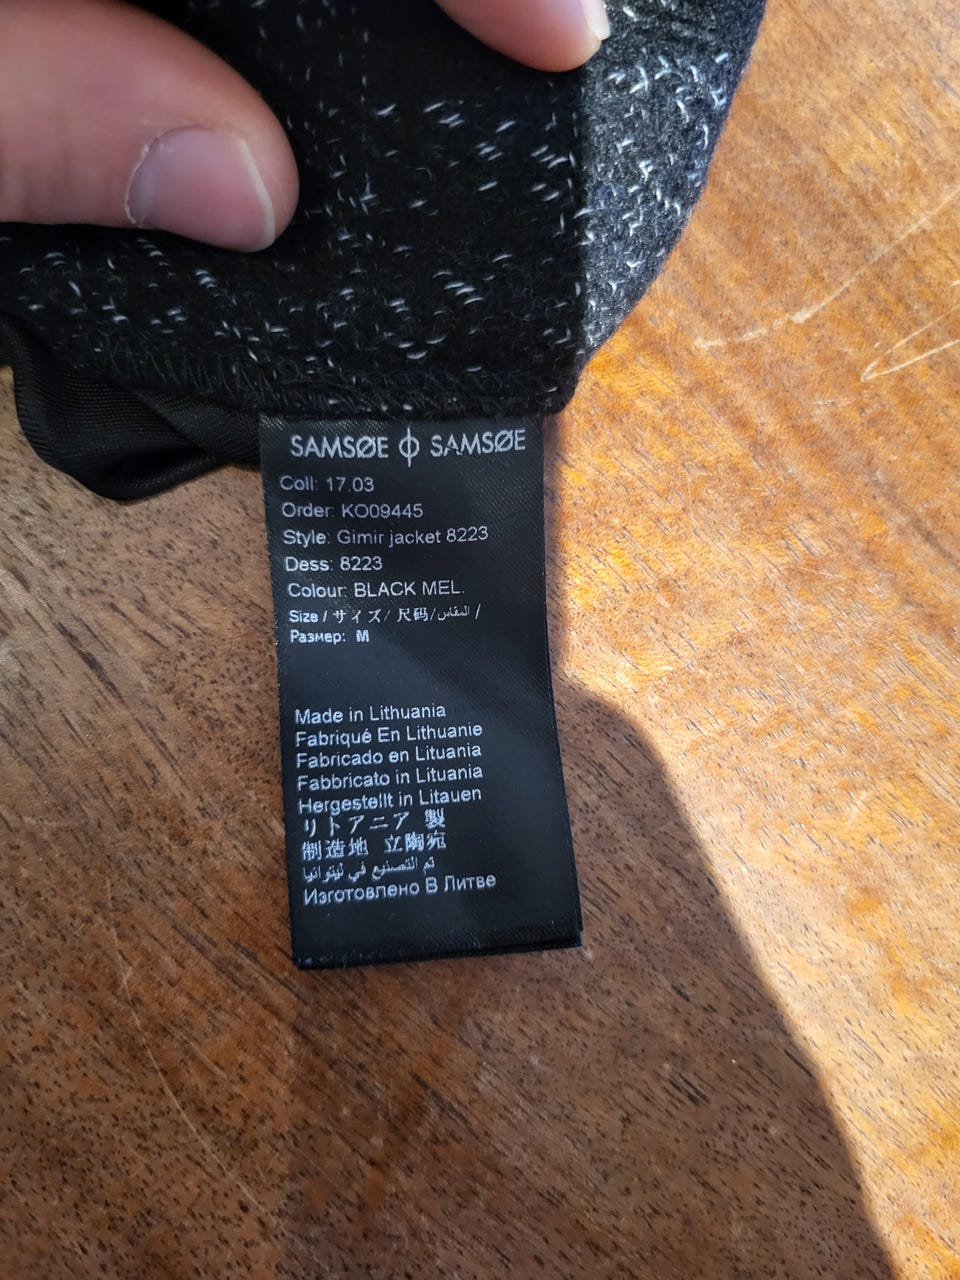 SAMSØE ϕ SAMSØE
Coll: 17.03
Order: KO09445
Style: Gimir jacket 8223
Dess: 8223
Colour: BLACK MEL.
Size / サイズ/ 尺码/المقاس /
Размер: M
Made in Lithuania
Fabriqué En Lithuanie
Fabricado en Lituania
Fabbricato in Lituania
Hergestellt in Litauen
リトアニア 製
制造地 立陶宛
تم التصنيع في ليتوانيا
Изготовлено В Литве